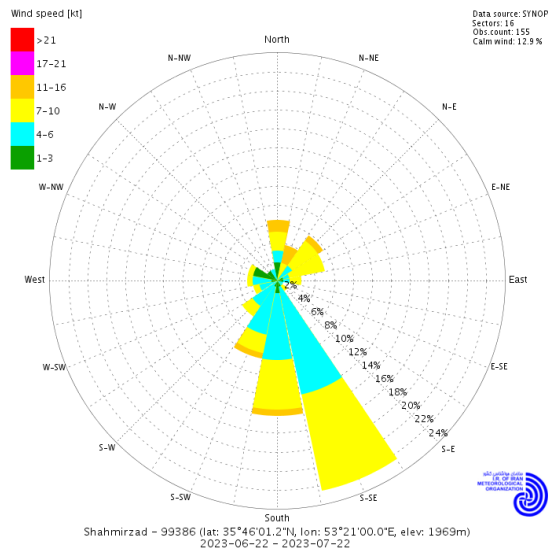 Wind speed [kt]
>21
17-21
11-16
7-10
4-6
1-3
Data source: SYNOP
Sectors: 16
Obs.count: 155
Calm wind: 12.9 %
North
N-NW
N-NE
N-W
N-E
W-NW
E-NE
West
East
2%
4%
6%
8%
10%
12%
14%
16%
18%
20%
22%
24%
W-SW
E-SE
S-W
S-E
S-SW
S-SE
South
I.R. OF IRAN
METEOROLOGICAL
ORGANIZATION
Shahmirzad - 99386 (lat: 35°46'01.2"N, lon: 53°21'00.0"E, elev: 1969m)
2023-06-22 - 2023-07-22